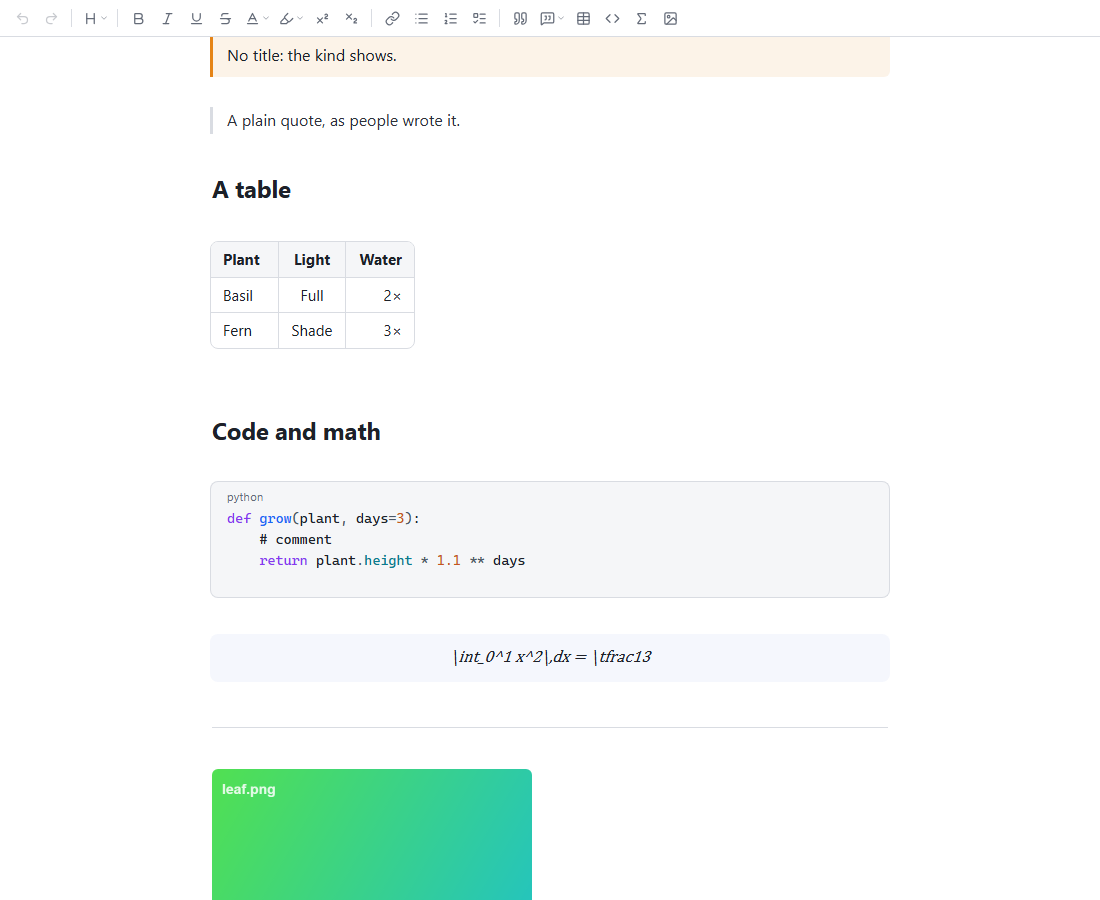 No title: the kind shows.
A plain quote, as people wrote it.
A table
Plant Light Water
Basil Full 2×
Fern Shade 3×
Code and math
python
def grow(plant, days=3):
    # comment
    return plant.height * 1.1 ** days
\int_0^1 x^2\,dx = \tfrac13
leaf.png